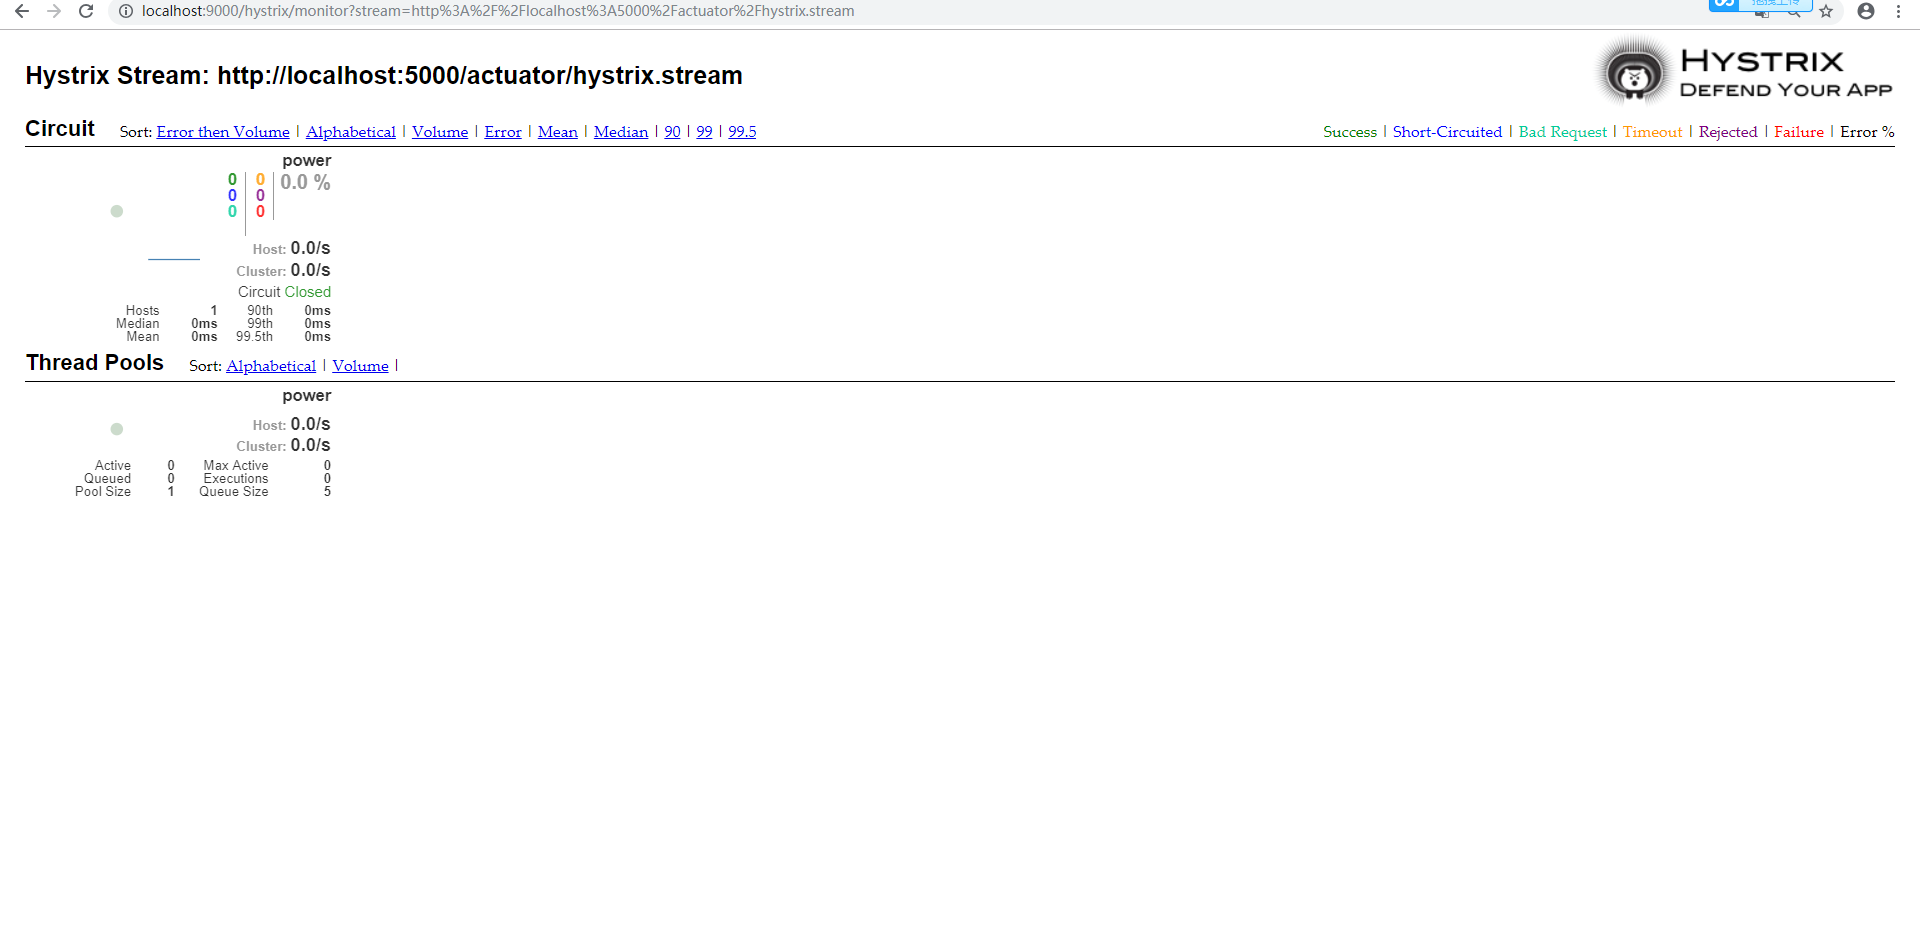 localhost:9000/hystrix/monitor?stream=http%3A%2F%2Flocalhost%3A5000%2Factuator%2Fhystrix.stream
拖拽上传
Hystrix Stream: http://localhost:5000/actuator/hystrix.stream
HYSTRIX
DEFEND YOUR APP
Circuit Sort: Error then Volume | Alphabetical | Volume | Error | Mean | Median | 90 | 99 | 99.5
Success | Short-Circuited | Bad Request | Timeout | Rejected | Failure | Error %
power
0 0 0.0 %
0 0
0 0
Host: 0.0/s
Cluster: 0.0/s
Circuit Closed
Hosts 1 90th 0ms
Median 0ms 99th 0ms
Mean 0ms 99.5th 0ms
Thread Pools Sort: Alphabetical | Volume |
power
Host: 0.0/s
Cluster: 0.0/s
Active 0 Max Active 0
Queued 0 Executions 0
Pool Size 1 Queue Size 5